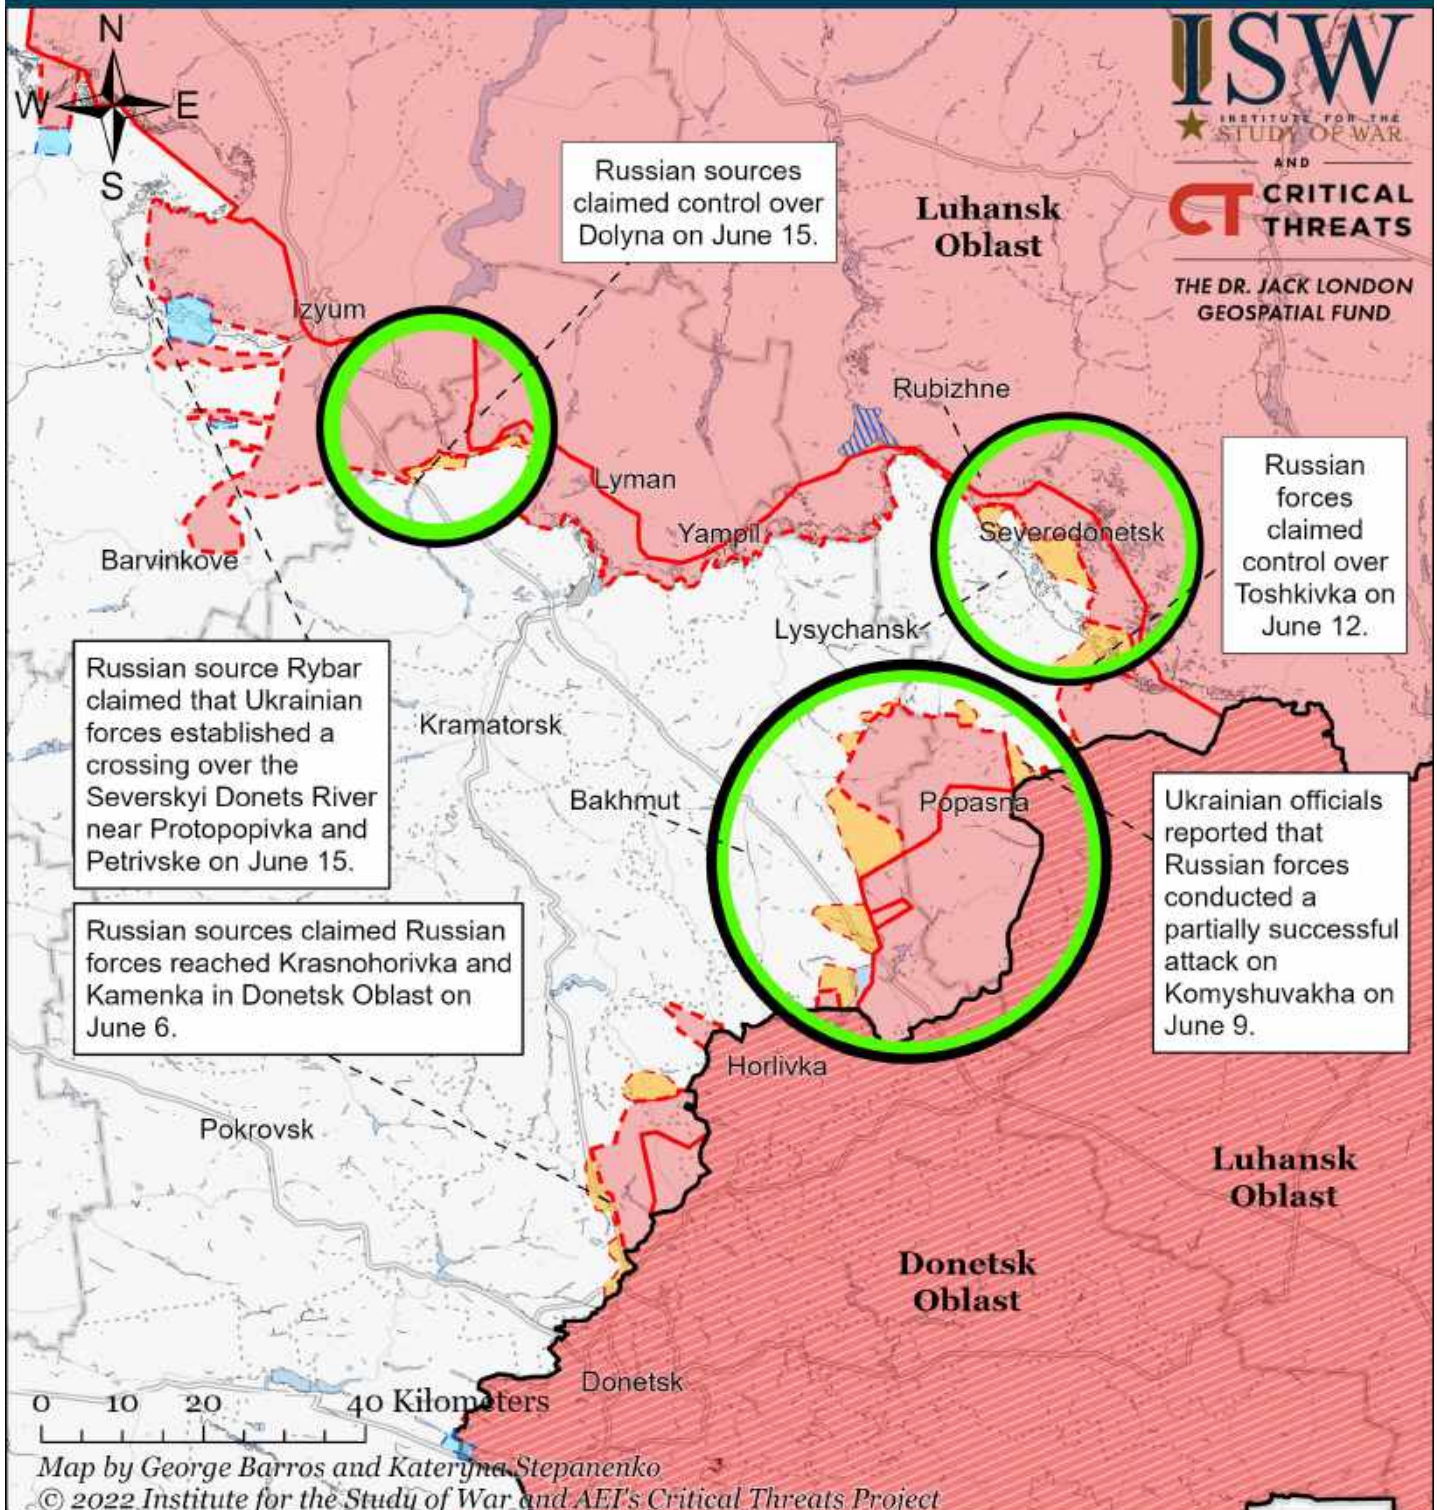 N
W
E
S
ISW
INSTITUTE FOR THE
STUDY OF WAR
AND
CT CRITICAL
THREATS
THE DR. JACK LONDON
GEOSPATIAL FUND
Russian sources
claimed control over
Dolyna on June 15.
Luhansk
Oblast
Izyum
Rubizhne
Lyman
Yampil
Severodonetsk
Russian
forces
claimed
control over
Toshkivka on
June 12.
Barvinkove
Lysychansk
Russian source Rybar
claimed that Ukrainian
forces established a
crossing over the
Severskyi Donets River
near Protopopivka and
Petrivske on June 15.
Kramatorsk
Bakhmut
Popasna
Ukrainian officials
reported that
Russian forces
conducted a
partially successful
attack on
Komyshuvakha on
June 9.
Russian sources claimed Russian
forces reached Krasnohorivka and
Kamenka in Donetsk Oblast on
June 6.
Horlivka
Pokrovsk
Luhansk
Oblast
Donetsk
Oblast
Donetsk
0 10 20 40 Kilometers
Map by George Barros and Kateryna Stepanenko
© 2022 Institute for the Study of War and AEI's Critical Threats Project